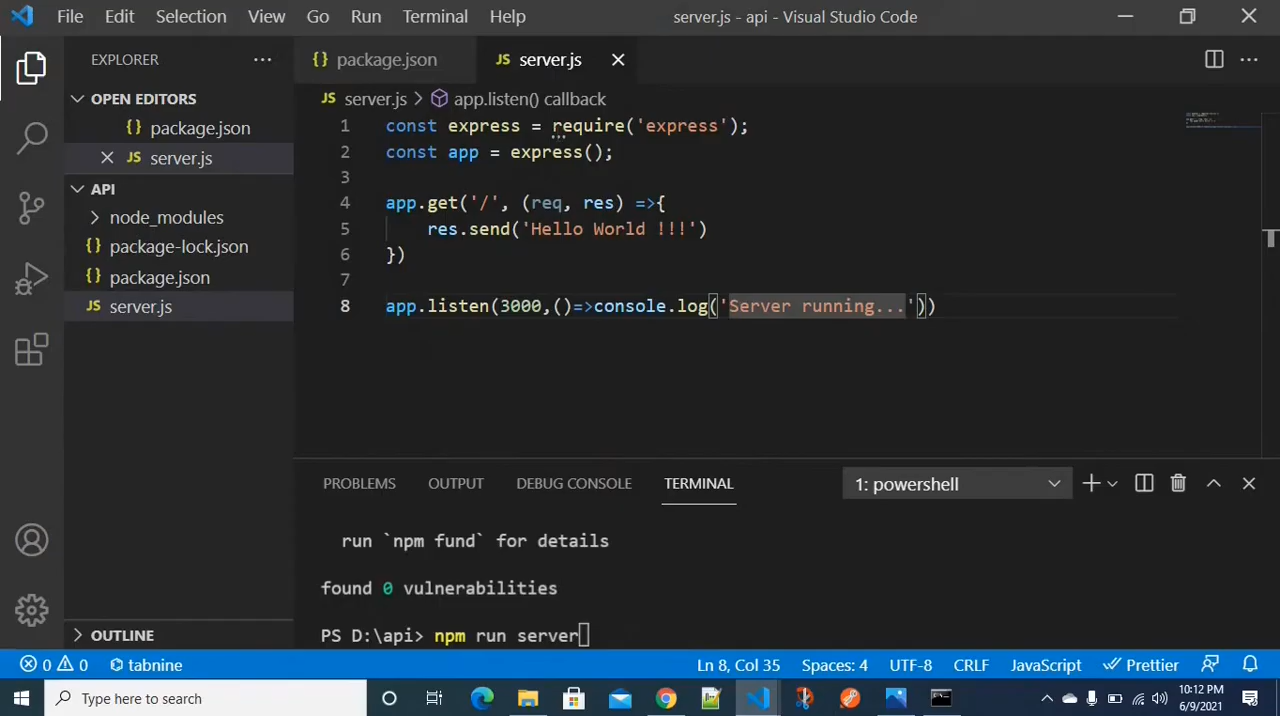 File Edit Selection View Go Run Terminal Help server.js - api - Visual Studio Code
EXPLORER ... {} package.json JS server.js ...
OPEN EDITORS
JS server.js > app.listen() callback
{} package.json
JS server.js
API
node_modules
{} package-lock.json
{} package.json
JS server.js
1 const express = require('express');
2 const app = express();
3
4 app.get('/', (req, res) =>{
5 res.send('Hello World !!!')
6 })
7
8 app.listen(3000,()=>console.log('Server running...'))
PROBLEMS OUTPUT DEBUG CONSOLE TERMINAL 1: powershell
run `npm fund` for details
found 0 vulnerabilities
PS D:\api> npm run server
OUTLINE
0 0 tabnine Ln 8, Col 35 Spaces: 4 UTF-8 CRLF JavaScript Prettier
Type here to search
10:12 PM
6/9/2021